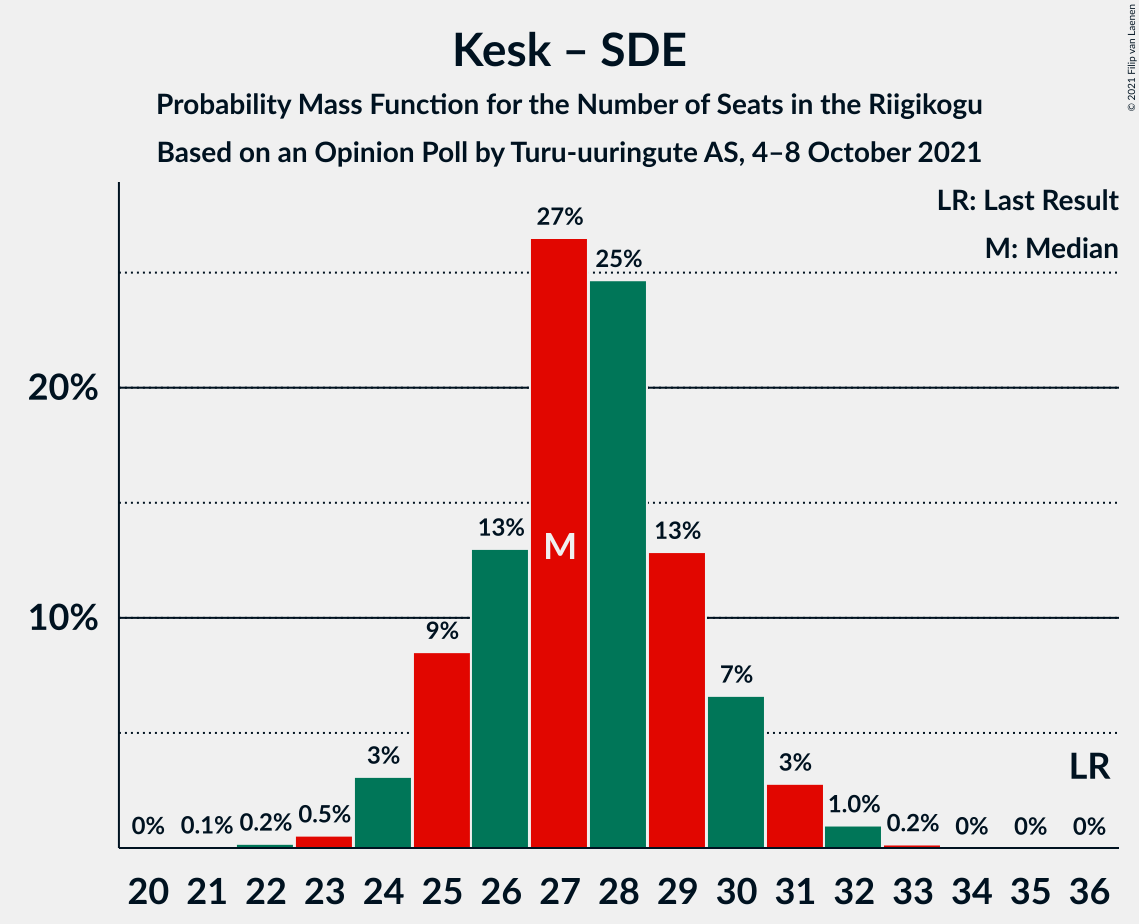 Kesk – SDE
Probability Mass Function for the Number of Seats in the Riigikogu
Based on an Opinion Poll by Turu-uuringute AS, 4–8 October 2021
© 2021 Filip van Laenen
LR: Last Result
M: Median
27%
25%
20%
13%
M
13%
10%
9%
7%
3%
3%
LR
0%
0.1%
0.2%
0.5%
1.0%
0.2%
0%
0%
0%
20 21 22 23 24 25 26 27 28 29 30 31 32 33 34 35 36